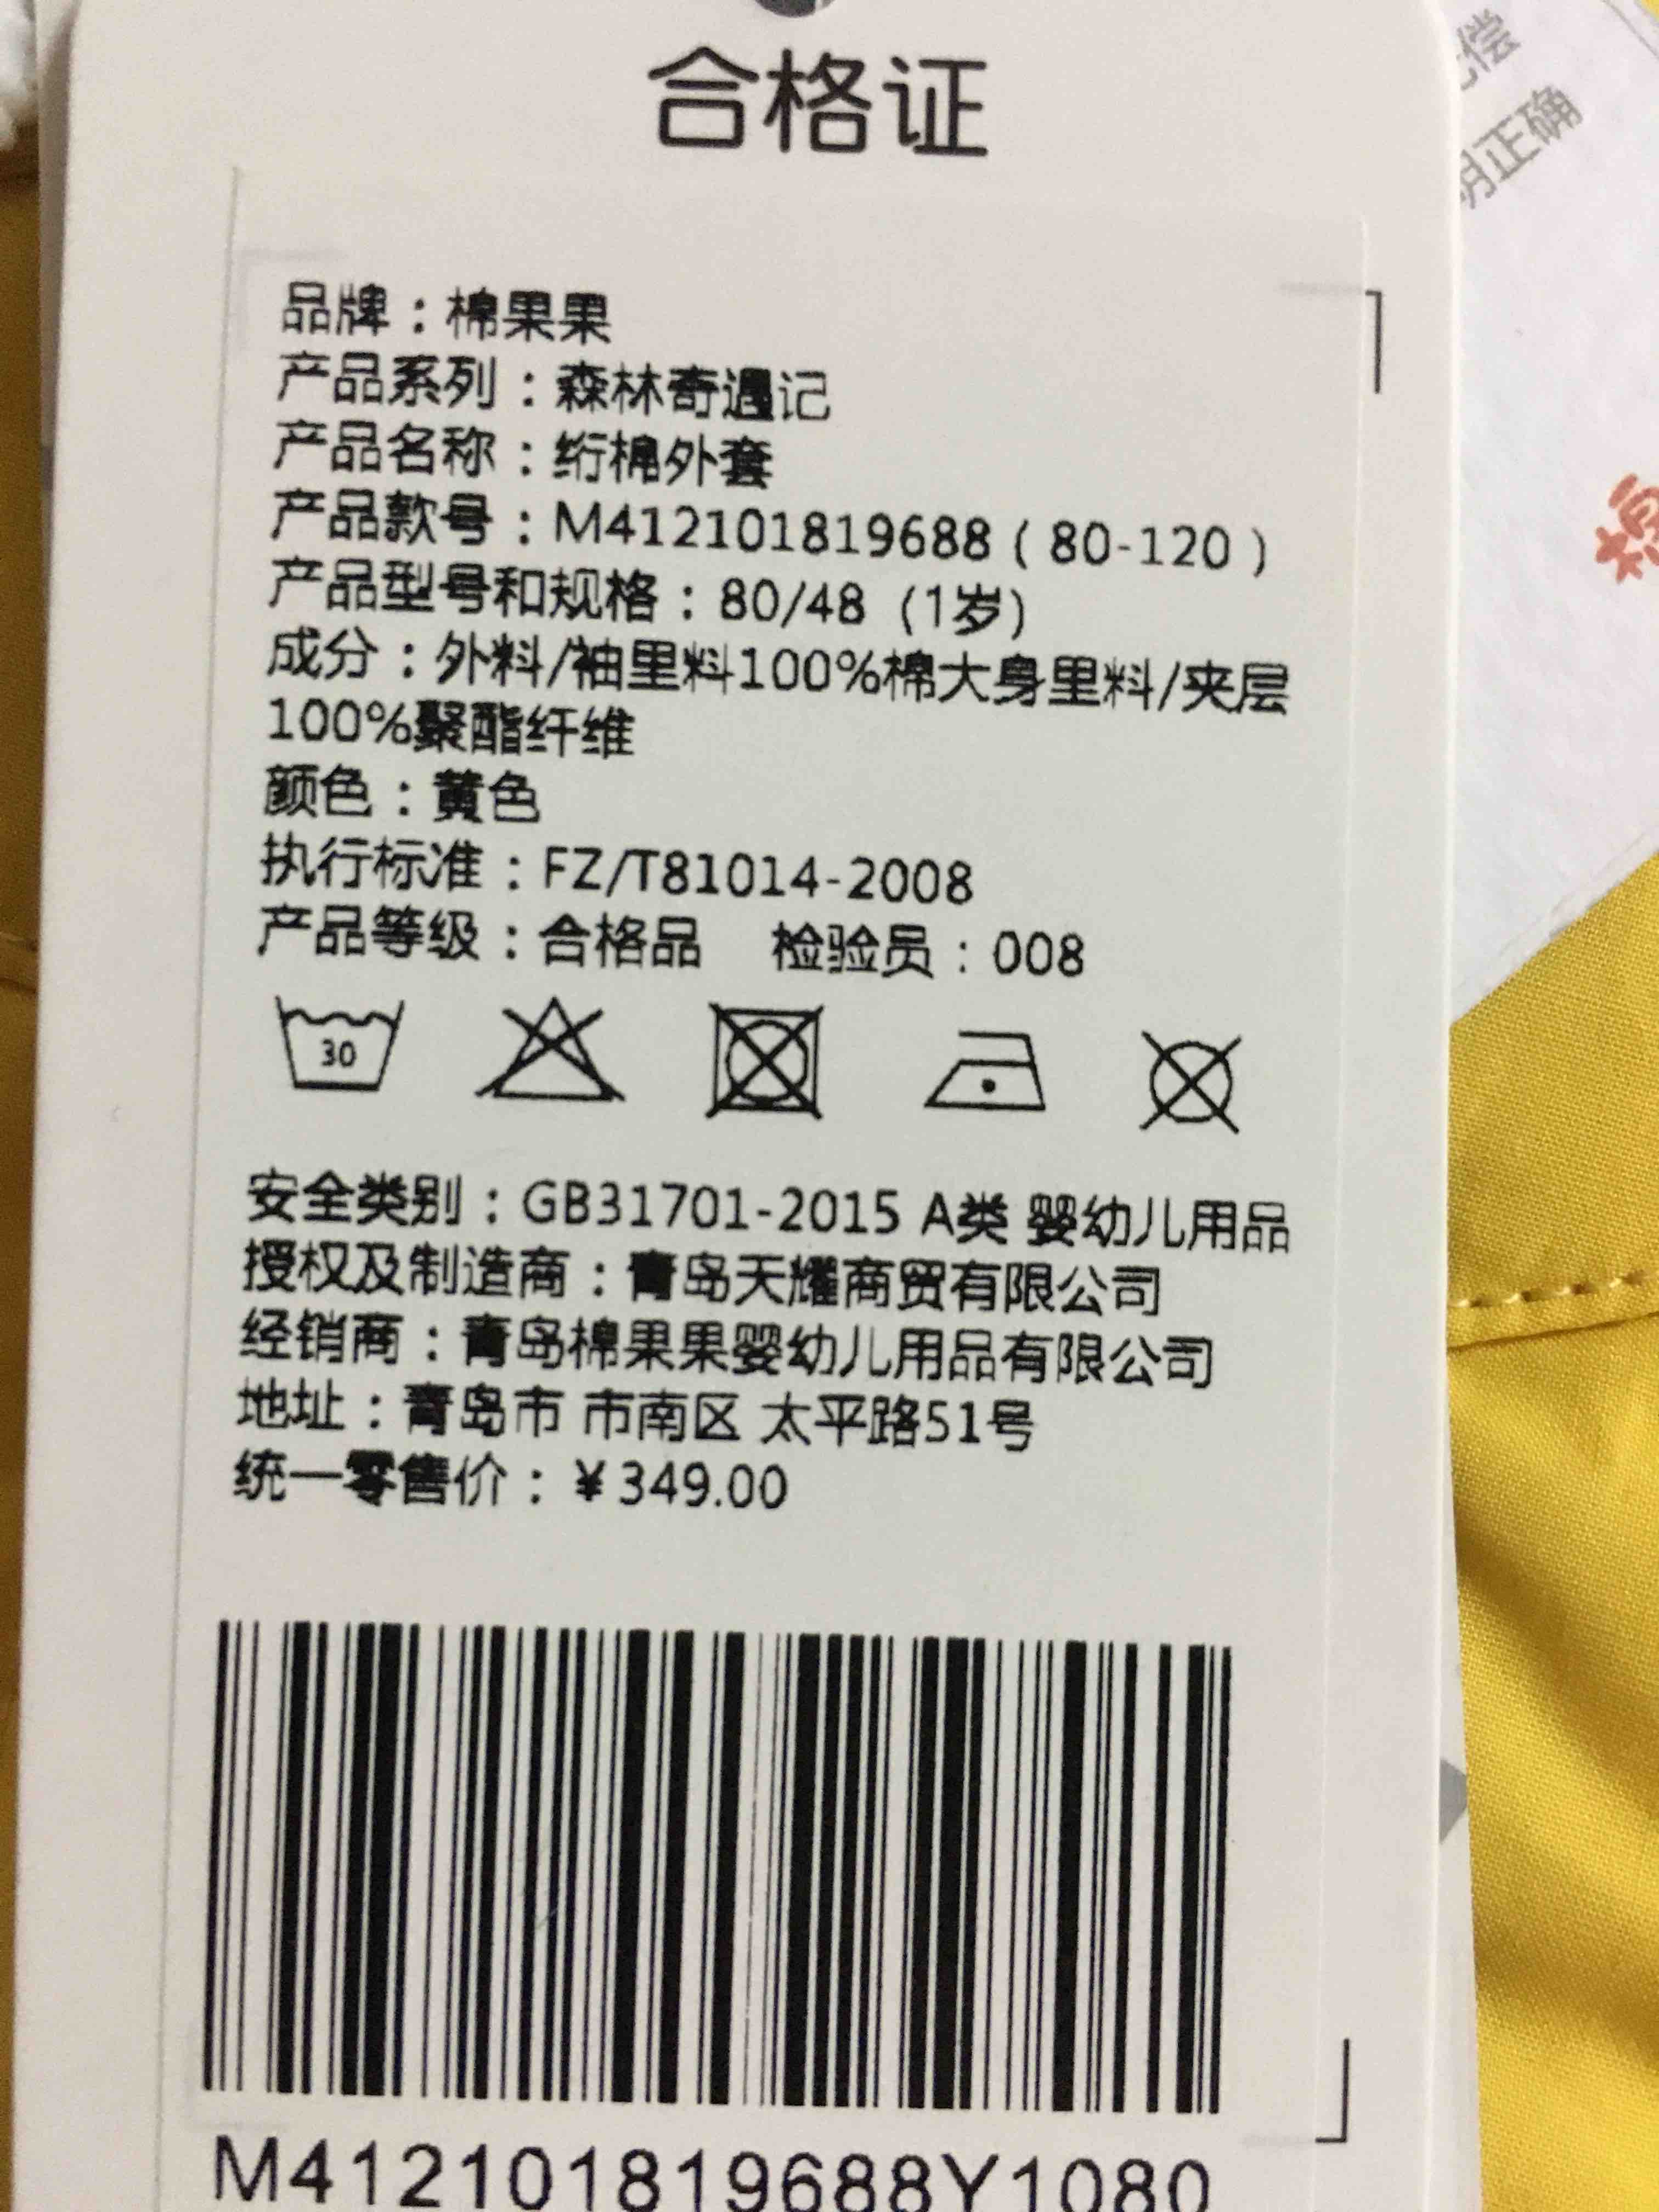 合格证
品牌：棉果果
产品系列：森林奇遇记
产品名称：绗棉外套
产品款号：M412101819688（80-120）
产品型号和规格：80/48（1岁）
成分：外料/袖里料100%棉大身里料/夹层
100%聚酯纤维
颜色：黄色
执行标准：FZ/T81014-2008
产品等级：合格品 检验员：008
30
安全类别：GB31701-2015 A类 婴幼儿用品
授权及制造商：青岛天耀商贸有限公司
经销商：青岛棉果果婴幼儿用品有限公司
地址：青岛市 市南区 太平路51号
统一零售价：￥349.00
M412101819688Y1080
偿
明正确
棉